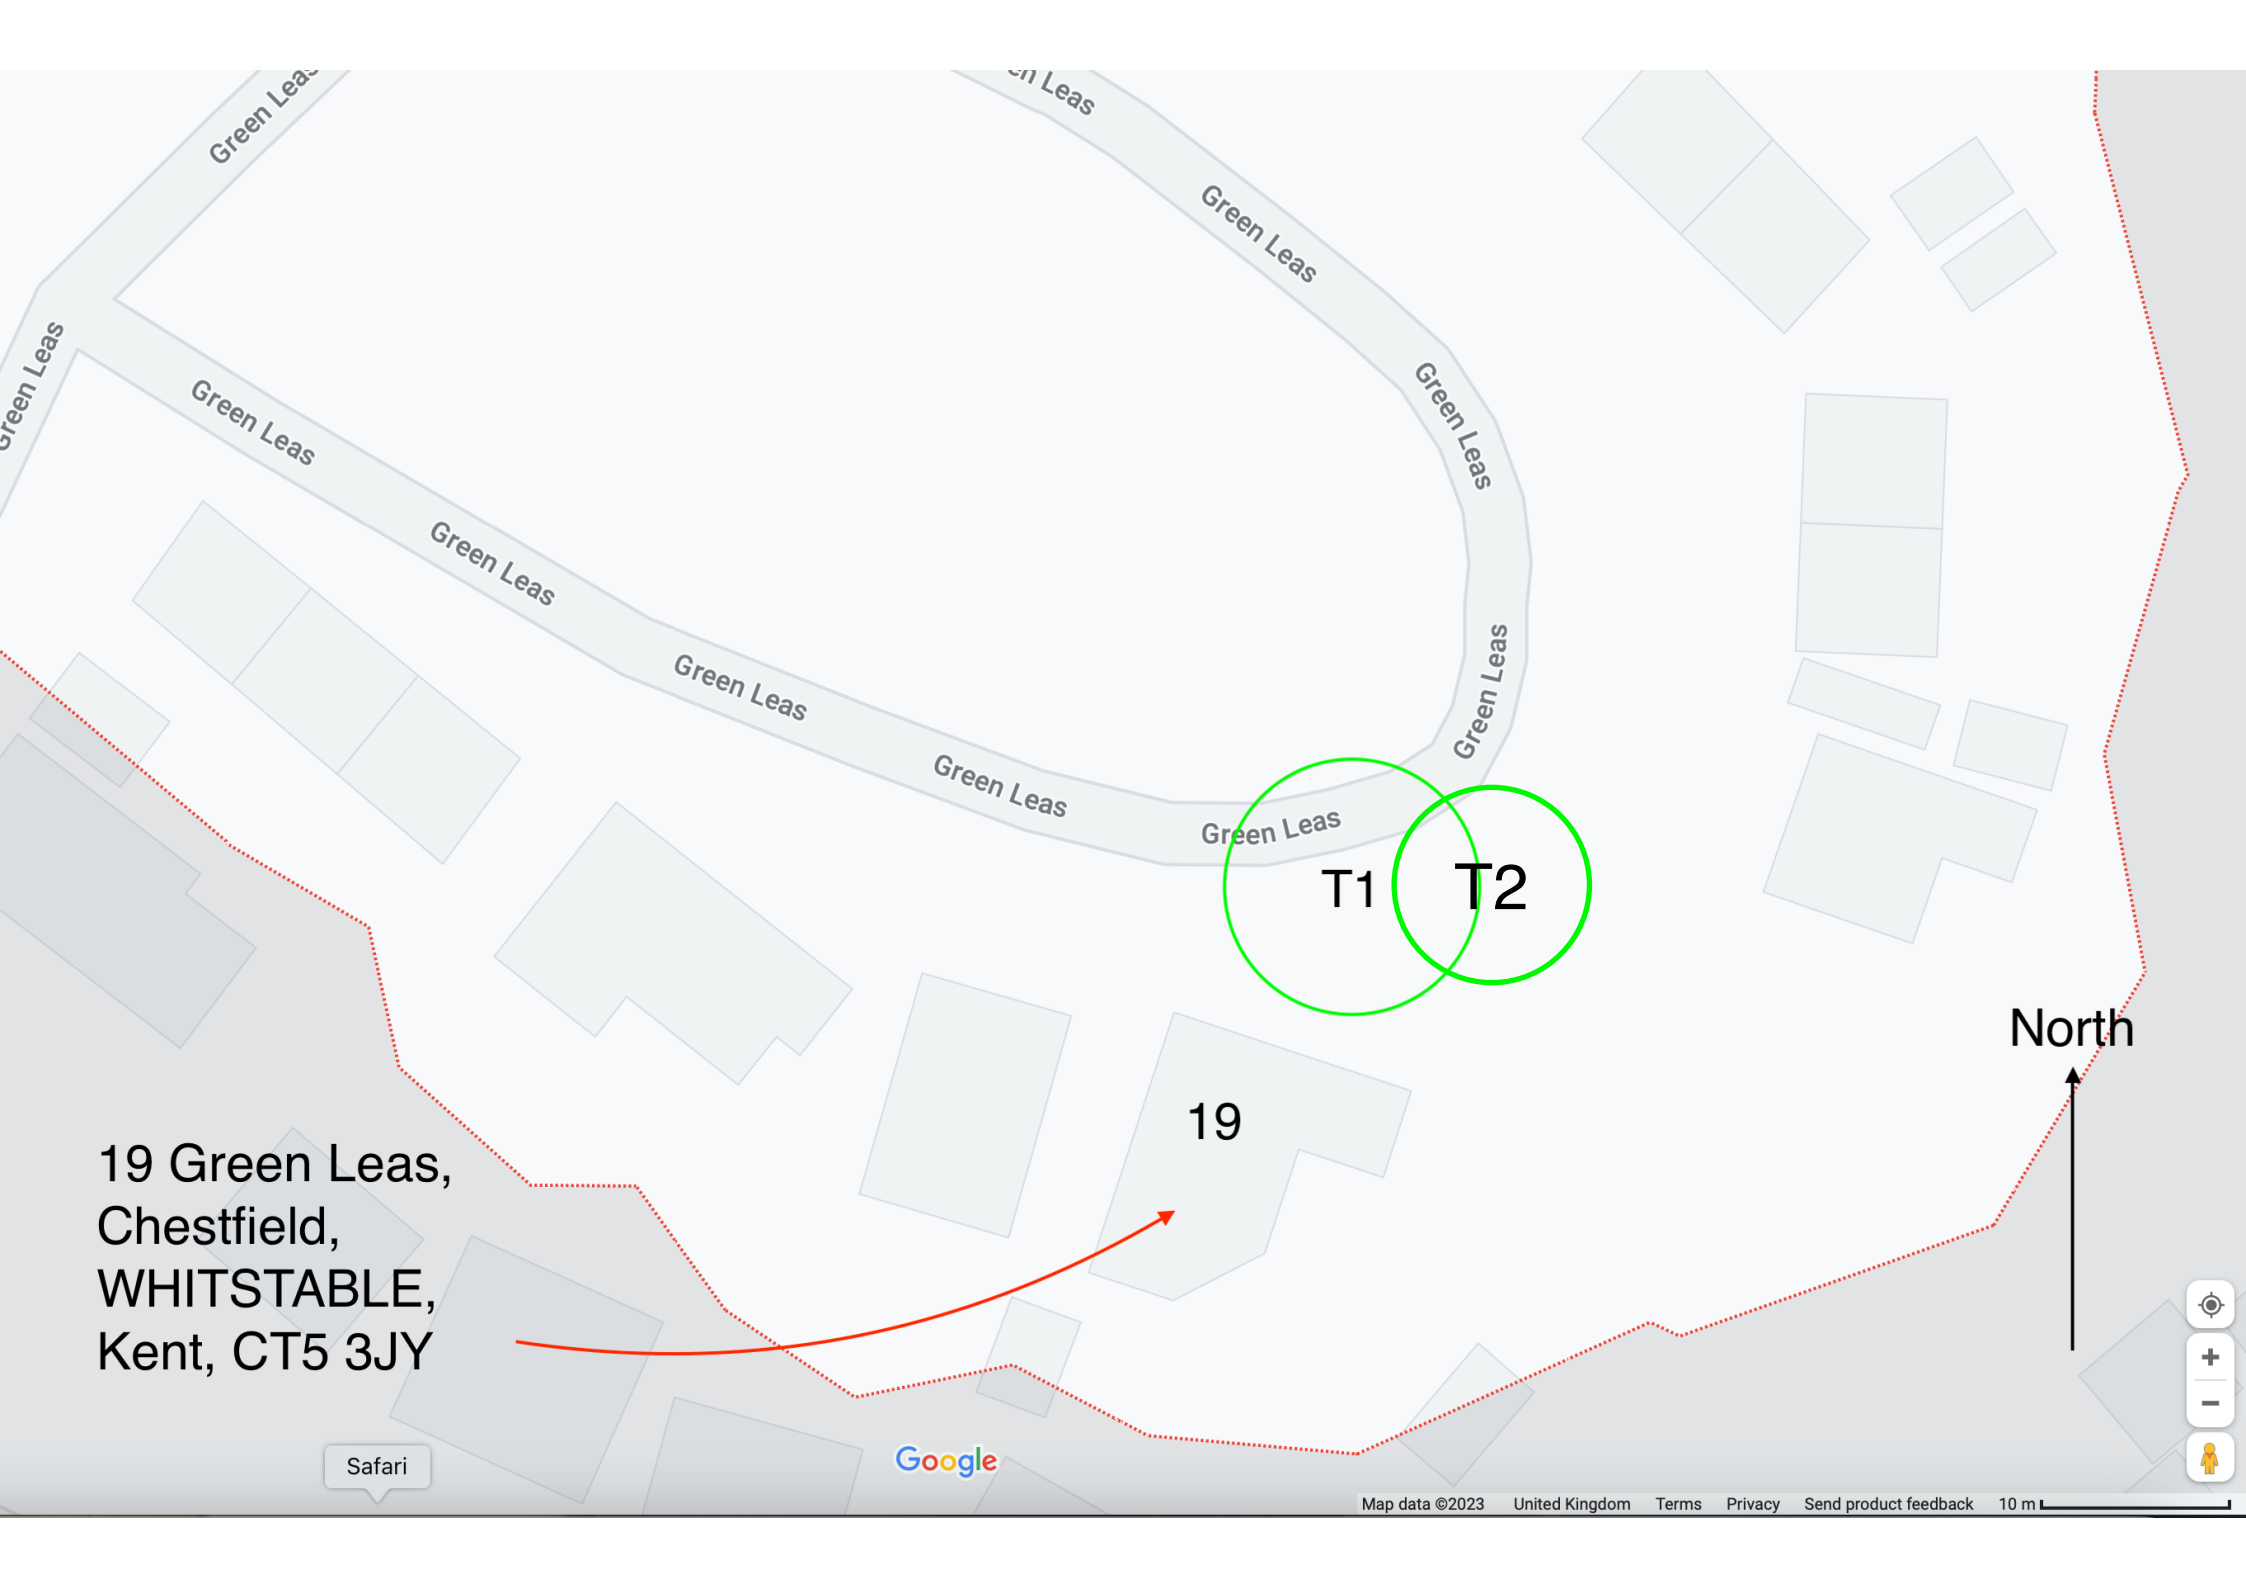 Green Leas
en Leas
Green Leas
Green Leas
Green Leas
Green Leas
Green Leas
Green Leas
Green Leas
Green Leas
Green Leas
T1
T2
North
19
19 Green Leas,
Chestfield,
WHITSTABLE,
Kent, CT5 3JY
Safari
Google
Map data ©2023 United Kingdom Terms Privacy Send product feedback 10 m